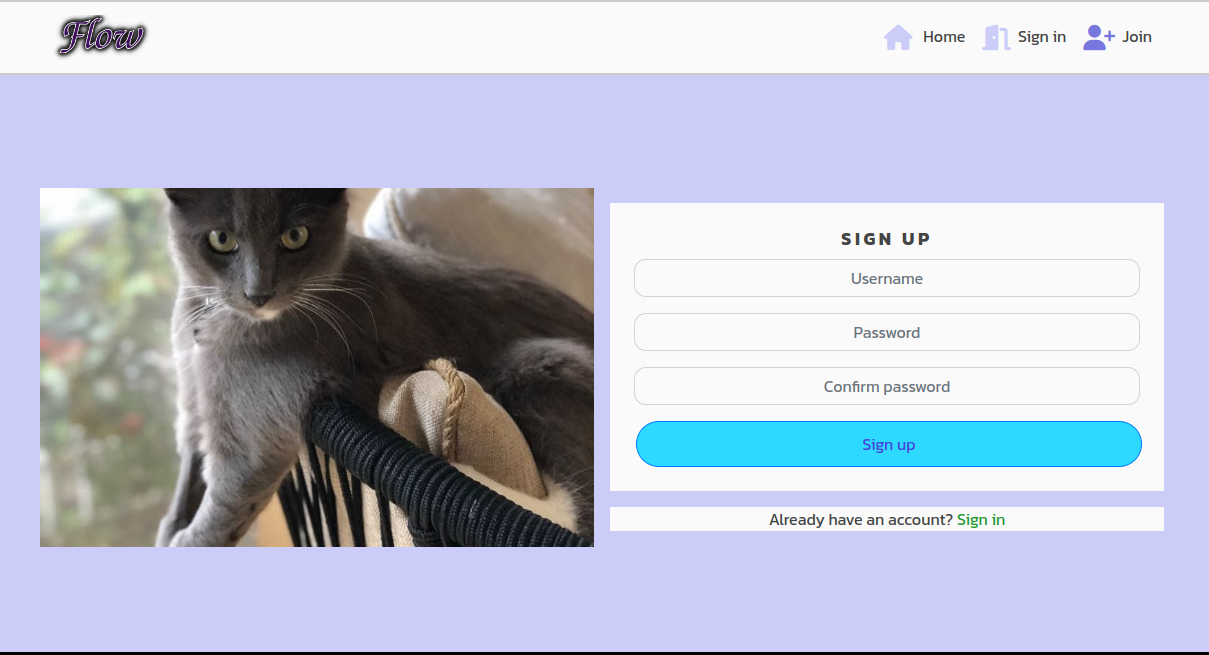 Flow
Home Sign in Join
SIGN UP
Username
Password
Confirm password
Sign up
Already have an account? Sign in